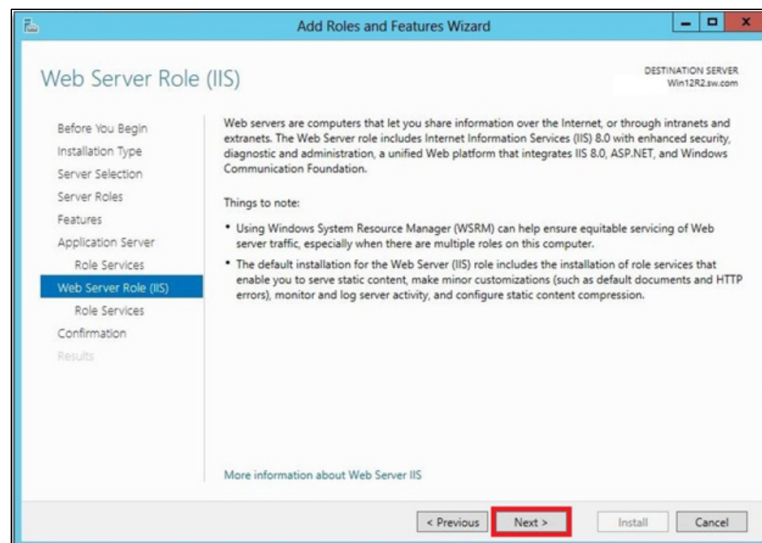 Add Roles and Features Wizard
Web Server Role (IIS)
DESTINATION SERVER
Win12R2.sw.com
Before You Begin
Installation Type
Server Selection
Server Roles
Features
Application Server
Role Services
Web Server Role (IIS)
Role Services
Confirmation
Results
Web servers are computers that let you share information over the Internet, or through intranets and
extranets. The Web Server role includes Internet Information Services (IIS) 8.0 with enhanced security,
diagnostic and administration, a unified Web platform that integrates IIS 8.0, ASP.NET, and Windows
Communication Foundation.
Things to note:
• Using Windows System Resource Manager (WSRM) can help ensure equitable servicing of Web
server traffic, especially when there are multiple roles on this computer.
• The default installation for the Web Server (IIS) role includes the installation of role services that
enable you to serve static content, make minor customizations (such as default documents and HTTP
errors), monitor and log server activity, and configure static content compression.
More information about Web Server IIS
< Previous
Next >
Install
Cancel